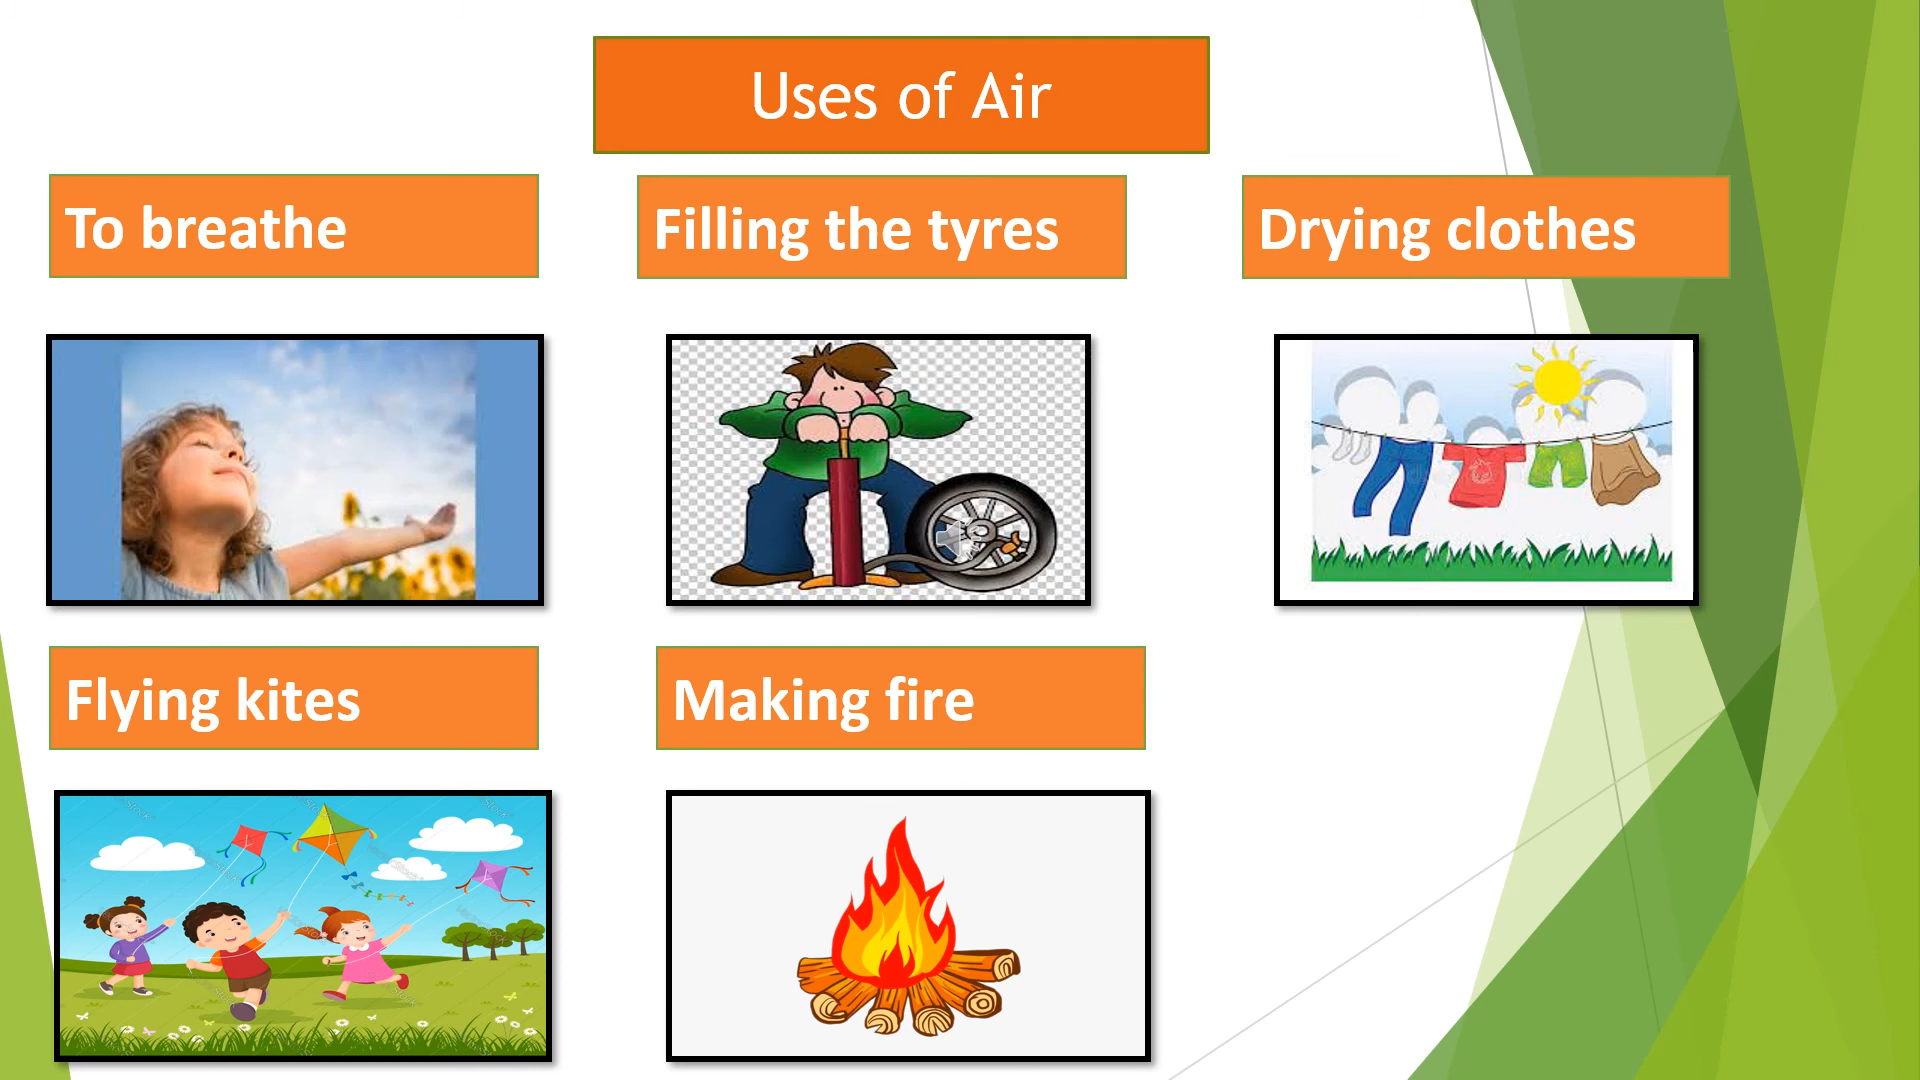 Uses of Air
To breathe
Filling the tyres
Drying clothes
Flying kites
Making fire